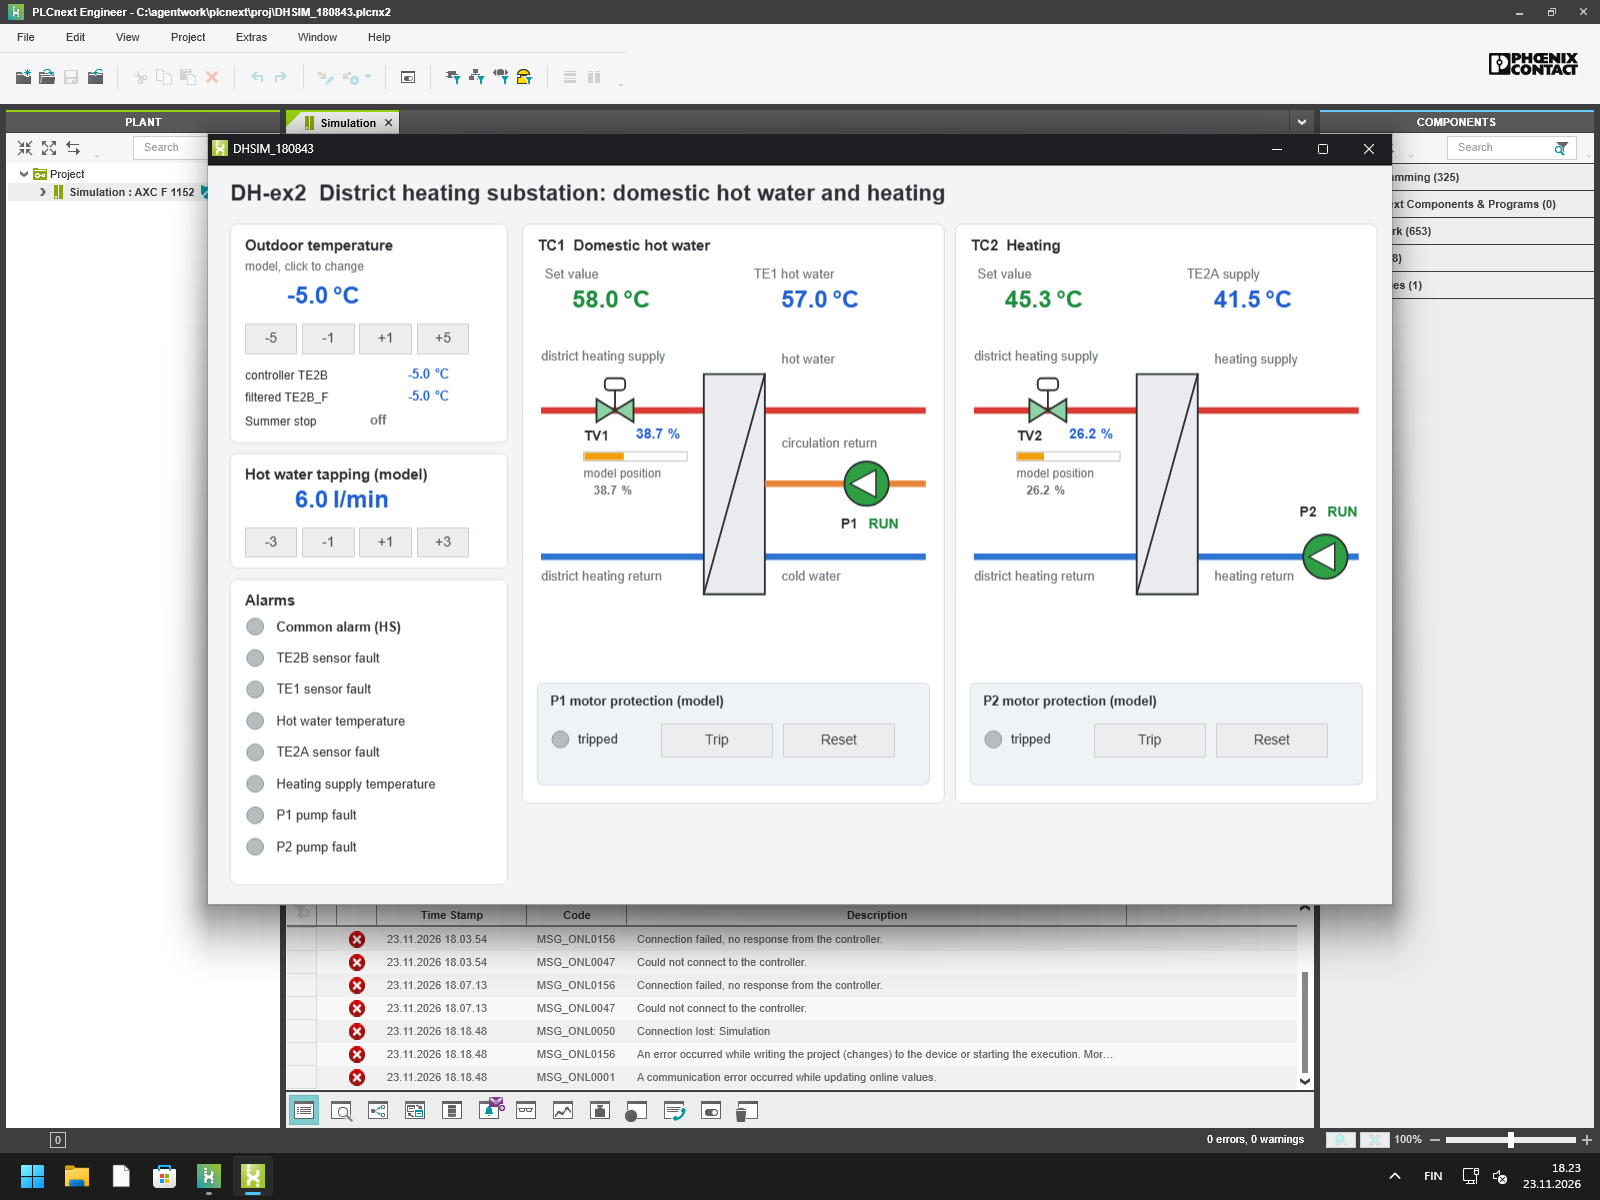 PLCnext Engineer - C:\agentwork\plcnext\proj\DHSIM_180843.plcnx2
File Edit View Project Extras Window Help
PHŒNIX
CONTACT
PLANT
Simulation
COMPONENTS
Search
Search
Project
Simulation : AXC F 1152
mming (325)
xt Components & Programs (0)
rk (653)
8)
es (1)
DHSIM_180843
DH-ex2 District heating substation: domestic hot water and heating
Outdoor temperature
model, click to change
-5.0 °C
-5 -1 +1 +5
controller TE2B -5.0 °C
filtered TE2B_F -5.0 °C
Summer stop off
Hot water tapping (model)
6.0 l/min
-3 -1 +1 +3
Alarms
Common alarm (HS)
TE2B sensor fault
TE1 sensor fault
Hot water temperature
TE2A sensor fault
Heating supply temperature
P1 pump fault
P2 pump fault
TC1 Domestic hot water
Set value TE1 hot water
58.0 °C 57.0 °C
district heating supply hot water
TV1 38.7 %
circulation return
model position
38.7 %
P1 RUN
district heating return cold water
P1 motor protection (model)
tripped Trip Reset
TC2 Heating
Set value TE2A supply
45.3 °C 41.5 °C
district heating supply heating supply
TV2 26.2 %
model position
26.2 %
P2 RUN
district heating return heating return
P2 motor protection (model)
tripped Trip Reset
Time Stamp Code Description
23.11.2026 18.03.54 MSG_ONL0156 Connection failed, no response from the controller.
23.11.2026 18.03.54 MSG_ONL0047 Could not connect to the controller.
23.11.2026 18.07.13 MSG_ONL0156 Connection failed, no response from the controller.
23.11.2026 18.07.13 MSG_ONL0047 Could not connect to the controller.
23.11.2026 18.18.48 MSG_ONL0050 Connection lost: Simulation
23.11.2026 18.18.48 MSG_ONL0156 An error occurred while writing the project (changes) to the device or starting the execution. Mor…
23.11.2026 18.18.48 MSG_ONL0001 A communication error occurred while updating online values.
0
0 errors, 0 warnings
100%
FIN
18.23
23.11.2026